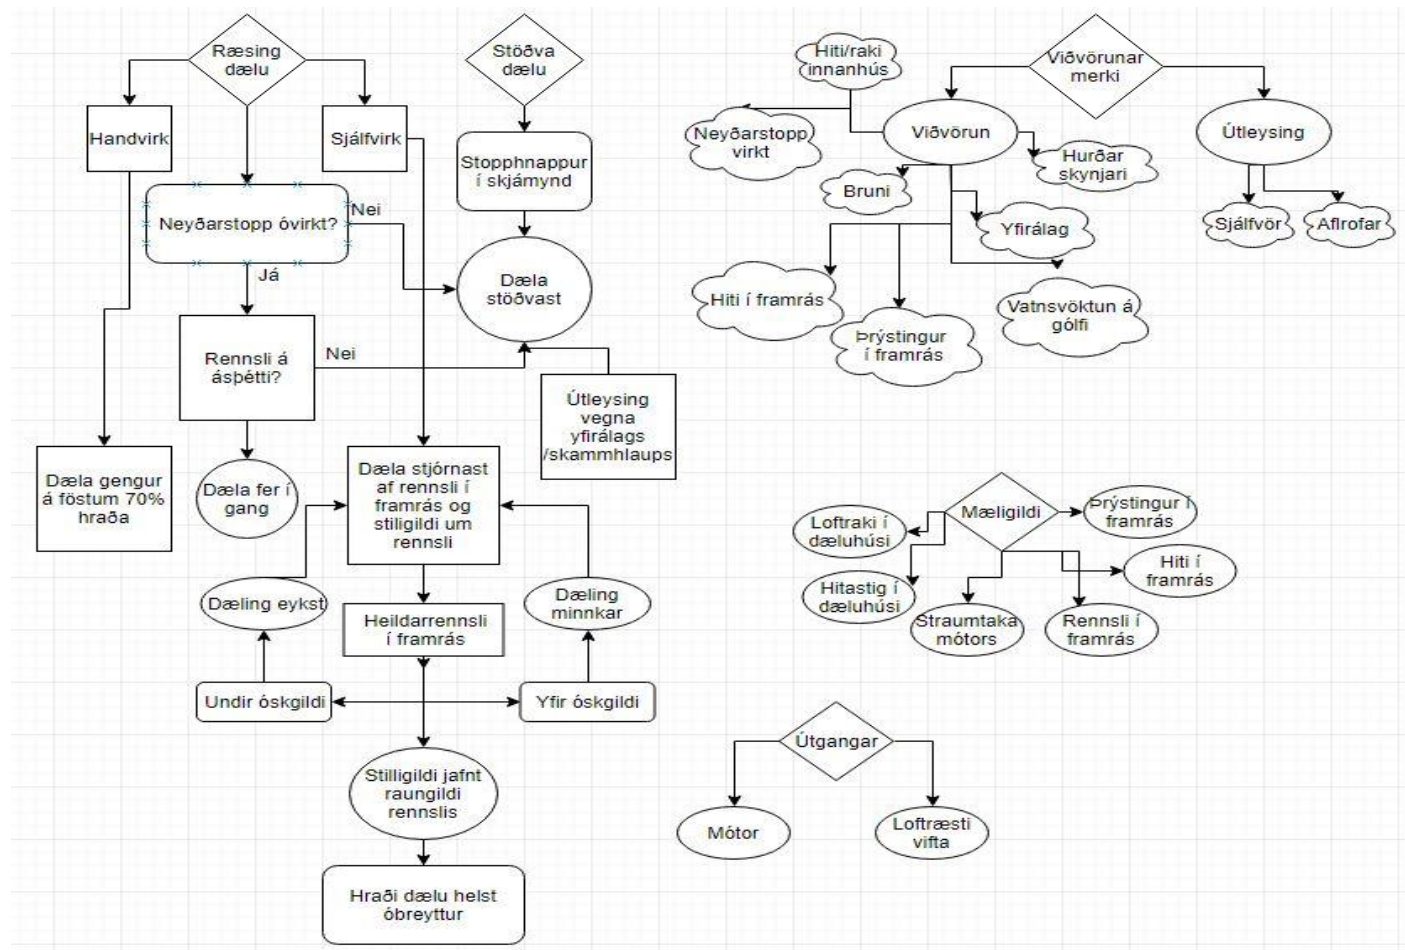 Ræsing
dælu
Handvirk
Sjálfvirk
Neyðarstopp óvirkt?
Nei
Já
Rennsli á
ásþétti?
Nei
Dæla gengur
á föstum 70%
hraða
Dæla fer í
gang
Stöðva
dælu
Stopphnappur
í skjámynd
Dæla
stöðvast
Útleysing
vegna
yfirálags
/skammhlaups
Dæla stjórnast
af rennsli í
framrás og
stiligildi um
rennsli
Dæling eykst
Dæling
minnkar
Heildarrennsli
í framrás
Undir óskgildi
Yfir óskgildi
Stilligildi jafnt
raungildi
rennslis
Hraði dælu helst
óbreyttur
Viðvörunar
merki
Hiti/raki
innanhús
Neyðarstopp
virkt
Viðvörun
Hurðar
skynjari
Bruni
Yfirálag
Hiti í framrás
Þrýstingur
í framrás
Vatnsvöktun á
gólfi
Útleysing
Sjálfvör
Aflrofar
Mæligildi
Þrýstingur í
framrás
Loftraki í
dæluhúsi
Hiti í
framrás
Hitastig í
dæluhúsi
Straumtaka
mótors
Rennsli í
framrás
Útgangar
Mótor
Loftræsti
vifta